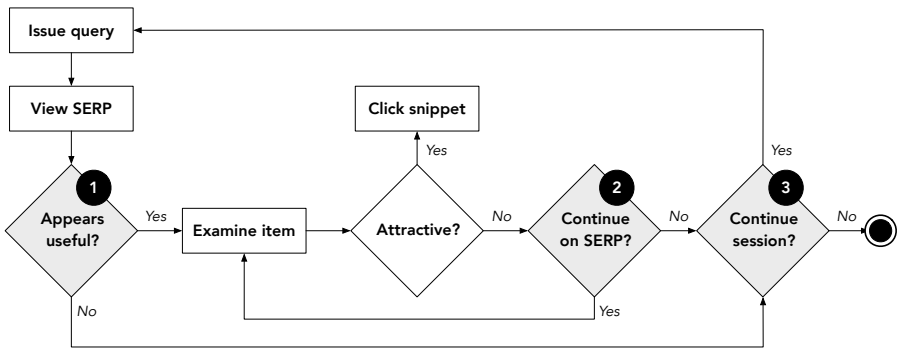 Issue query
View SERP
Click snippet
Yes
Yes
1
Appears
useful?
Yes
Examine item
Attractive?
No
2
Continue
on SERP?
No
3
Continue
session?
No
No
Yes